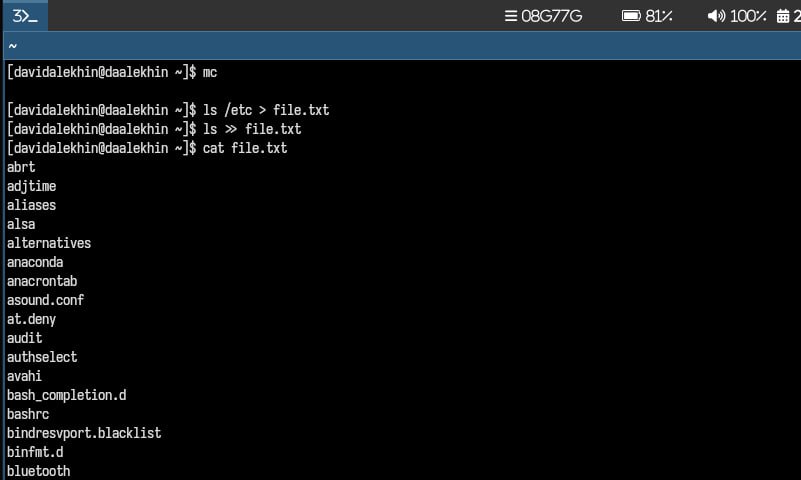 3 08G77G 81% 100% 2
~
[davidalekhin@daalekhin ~]$ mc
[davidalekhin@daalekhin ~]$ ls /etc > file.txt
[davidalekhin@daalekhin ~]$ ls >> file.txt
[davidalekhin@daalekhin ~]$ cat file.txt
abrt
adjtime
aliases
alsa
alternatives
anaconda
anacrontab
asound.conf
at.deny
audit
authselect
avahi
bash_completion.d
bashrc
bindresvport.blacklist
binfmt.d
bluetooth